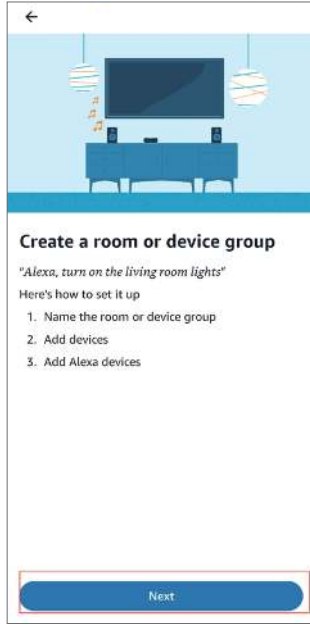 Create a room or device group
"Alexa, turn on the living room lights"
Here's how to set it up
1. Name the room or device group
2. Add devices
3. Add Alexa devices
Next